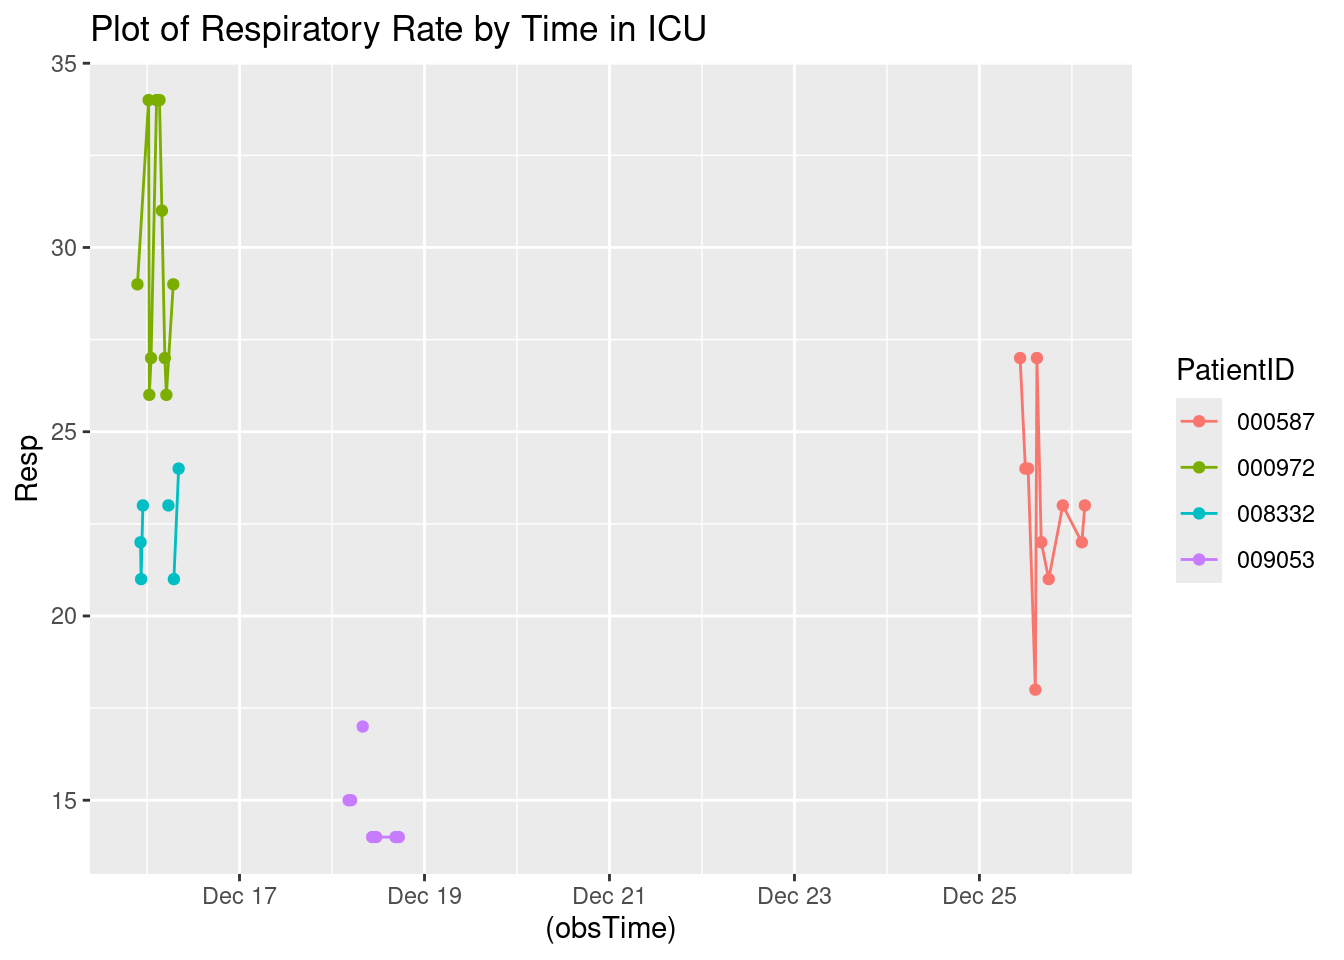 Plot of Respiratory Rate by Time in ICU
35
30
25
20
15
Resp
Dec 17
Dec 19
Dec 21
Dec 23
Dec 25
(obsTime)
PatientID
000587
000972
008332
009053